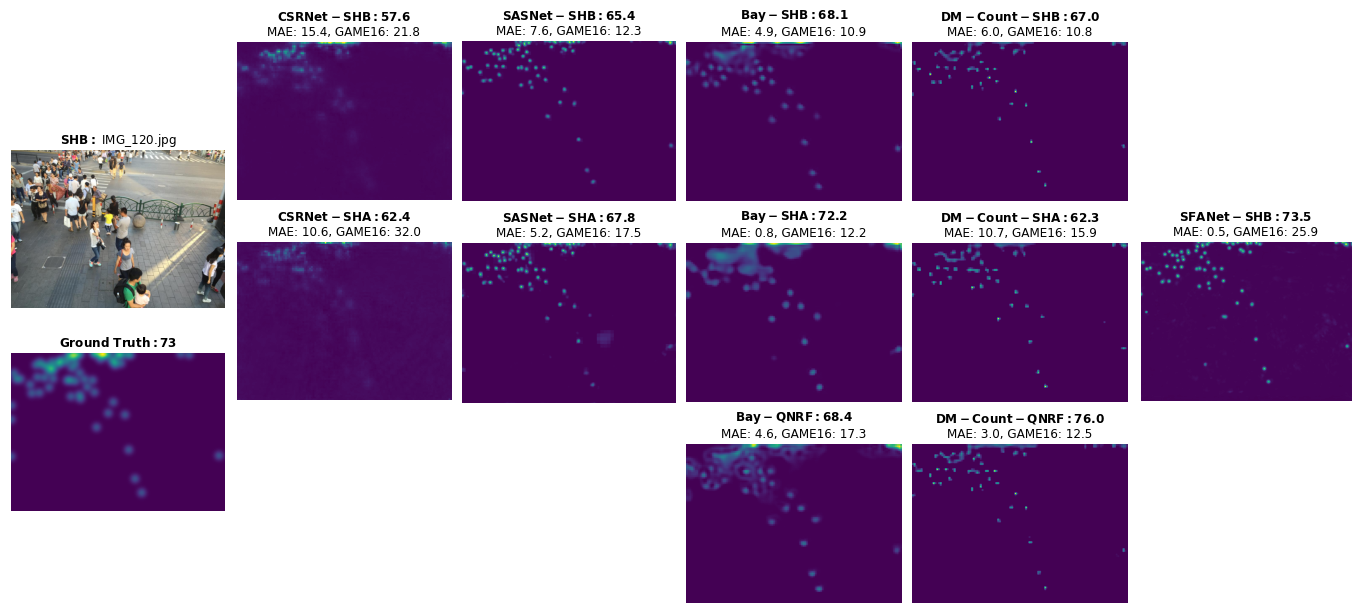 CSRNet − SHB: 57.6
MAE: 15.4, GAME16: 21.8
SASNet − SHB: 65.4
MAE: 7.6, GAME16: 12.3
Bay − SHB: 68.1
MAE: 4.9, GAME16: 10.9
DM − Count − SHB: 67.0
MAE: 6.0, GAME16: 10.8
SHB: IMG_120.jpg
CSRNet − SHA: 62.4
MAE: 10.6, GAME16: 32.0
SASNet − SHA: 67.8
MAE: 5.2, GAME16: 17.5
Bay − SHA: 72.2
MAE: 0.8, GAME16: 12.2
DM − Count − SHA: 62.3
MAE: 10.7, GAME16: 15.9
SFANet − SHB: 73.5
MAE: 0.5, GAME16: 25.9
Ground Truth: 73
Bay − QNRF: 68.4
MAE: 4.6, GAME16: 17.3
DM − Count − QNRF: 76.0
MAE: 3.0, GAME16: 12.5